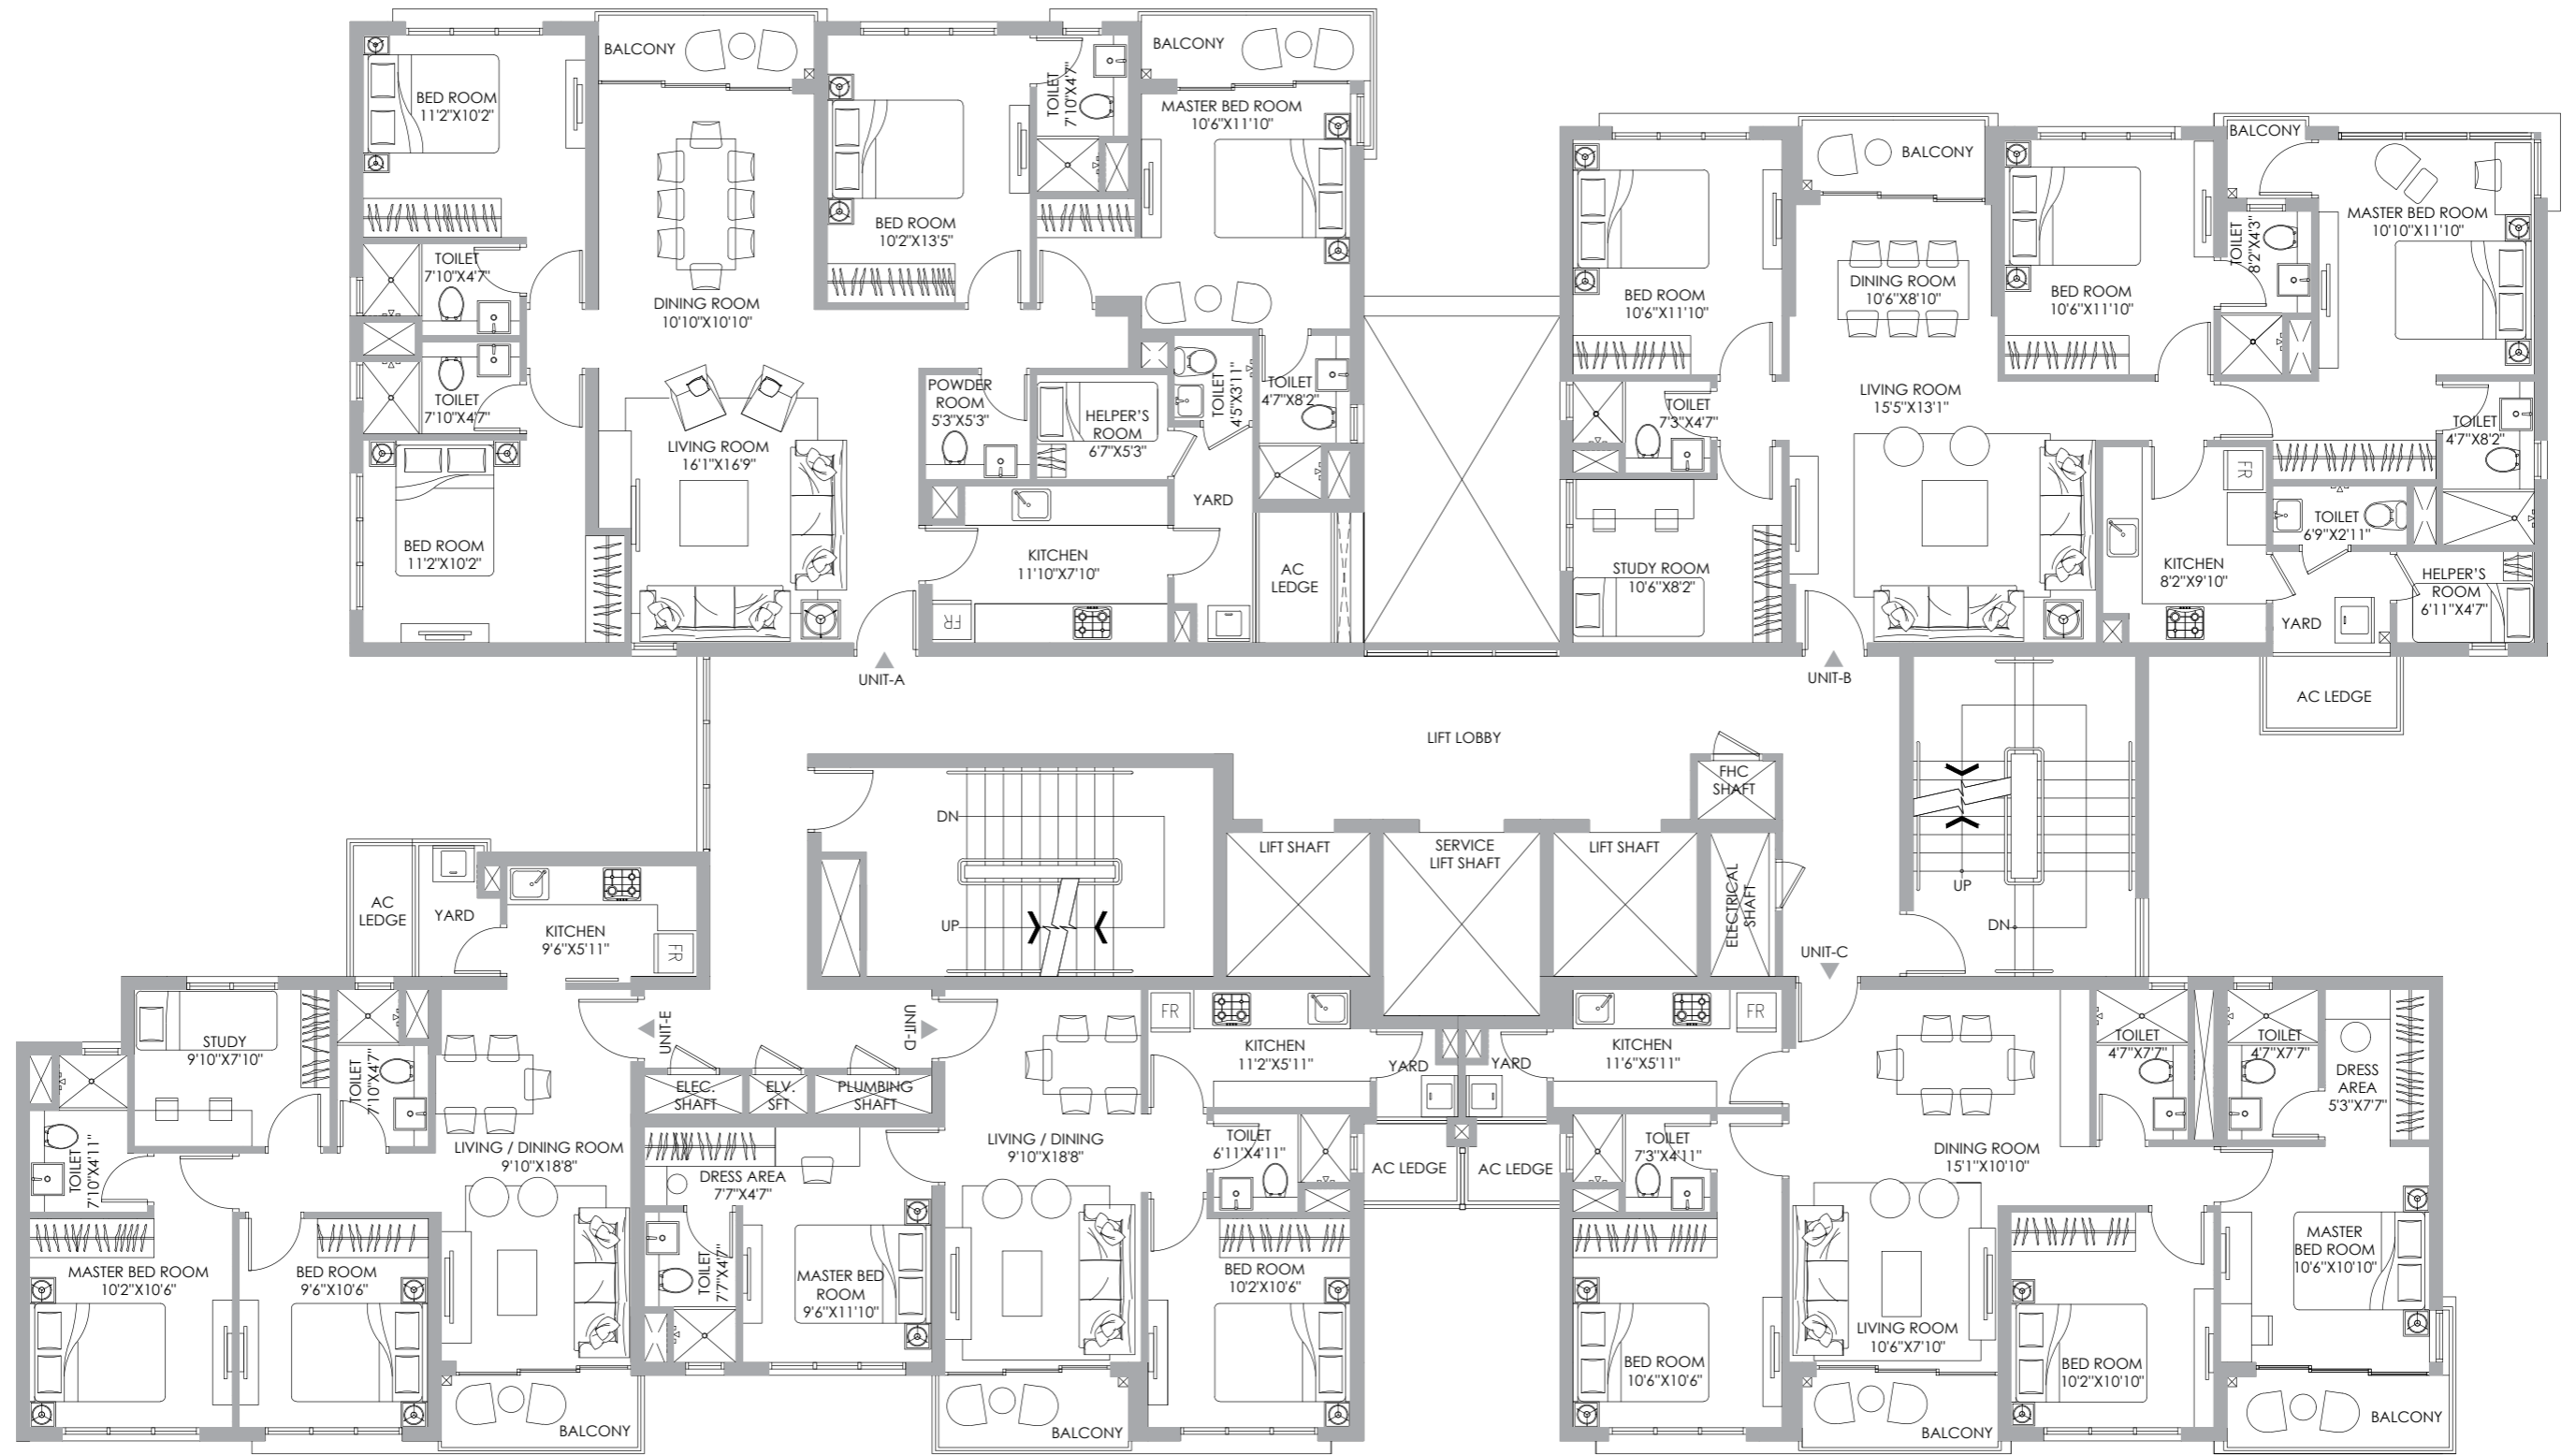 BED ROOM
11'2"X10'2"
BALCONY
TOILET
7'10"X4'7"
BALCONY
MASTER BED ROOM
10'6"X11'10"
BED ROOM
10'2"X13'5"
TOILET
7'10"X4'7"
DINING ROOM
10'10"X10'10"
TOILET
7'10"X4'7"
POWDER
ROOM
5'3"X5'3"
HELPER'S
ROOM
6'7"X5'3"
TOILET
4'5"X3'11"
TOILET
4'7"X8'2"
LIVING ROOM
16'1"X16'9"
YARD
BED ROOM
11'2"X10'2"
KITCHEN
11'10"X7'10"
AC
LEDGE
FR
UNIT-A
BALCONY
BALCONY
MASTER BED ROOM
10'10"X11'10"
TOILET
8'2"X4'3"
DINING ROOM
10'6"X8'10"
BED ROOM
10'6"X11'10"
BED ROOM
10'6"X11'10"
LIVING ROOM
15'5"X13'1"
TOILET
7'3"X4'7"
TOILET
4'7"X8'2"
FR
TOILET
6'9"X2'11"
STUDY ROOM
10'6"X8'2"
KITCHEN
8'2"X9'10"
HELPER'S
ROOM
6'11"X4'7"
YARD
UNIT-B
AC LEDGE
LIFT LOBBY
FHC
SHAFT
DN
UP
LIFT SHAFT
SERVICE
LIFT SHAFT
LIFT SHAFT
ELECTRICAL
SHAFT
UP
DN
UNIT-C
AC
LEDGE
YARD
KITCHEN
9'6"X5'11"
FR
STUDY
9'10"X7'10"
TOILET
7'10"X4'7"
UNIT-E
UNIT-D
ELEC.
SHAFT
ELV.
SFT
PLUMBING
SHAFT
TOILET
7'10"X4'11"
LIVING / DINING ROOM
9'10"X18'8"
MASTER BED ROOM
10'2"X10'6"
BED ROOM
9'6"X10'6"
BALCONY
DRESS AREA
7'7"X4'7"
TOILET
7'7"X4'7"
MASTER BED
ROOM
9'6"X11'10"
LIVING / DINING
9'10"X18'8"
FR
KITCHEN
11'2"X5'11"
YARD
TOILET
6'11"X4'11"
AC LEDGE
BED ROOM
10'2"X10'6"
BALCONY
YARD
KITCHEN
11'6"X5'11"
FR
AC LEDGE
TOILET
7'3"X4'11"
TOILET
4'7"X7'7"
TOILET
4'7"X7'7"
DRESS
AREA
5'3"X7'7"
DINING ROOM
15'1"X10'10"
MASTER
BED ROOM
10'6"X10'10"
LIVING ROOM
10'6"X7'10"
BED ROOM
10'6"X10'6"
BED ROOM
10'2"X10'10"
BALCONY
BALCONY